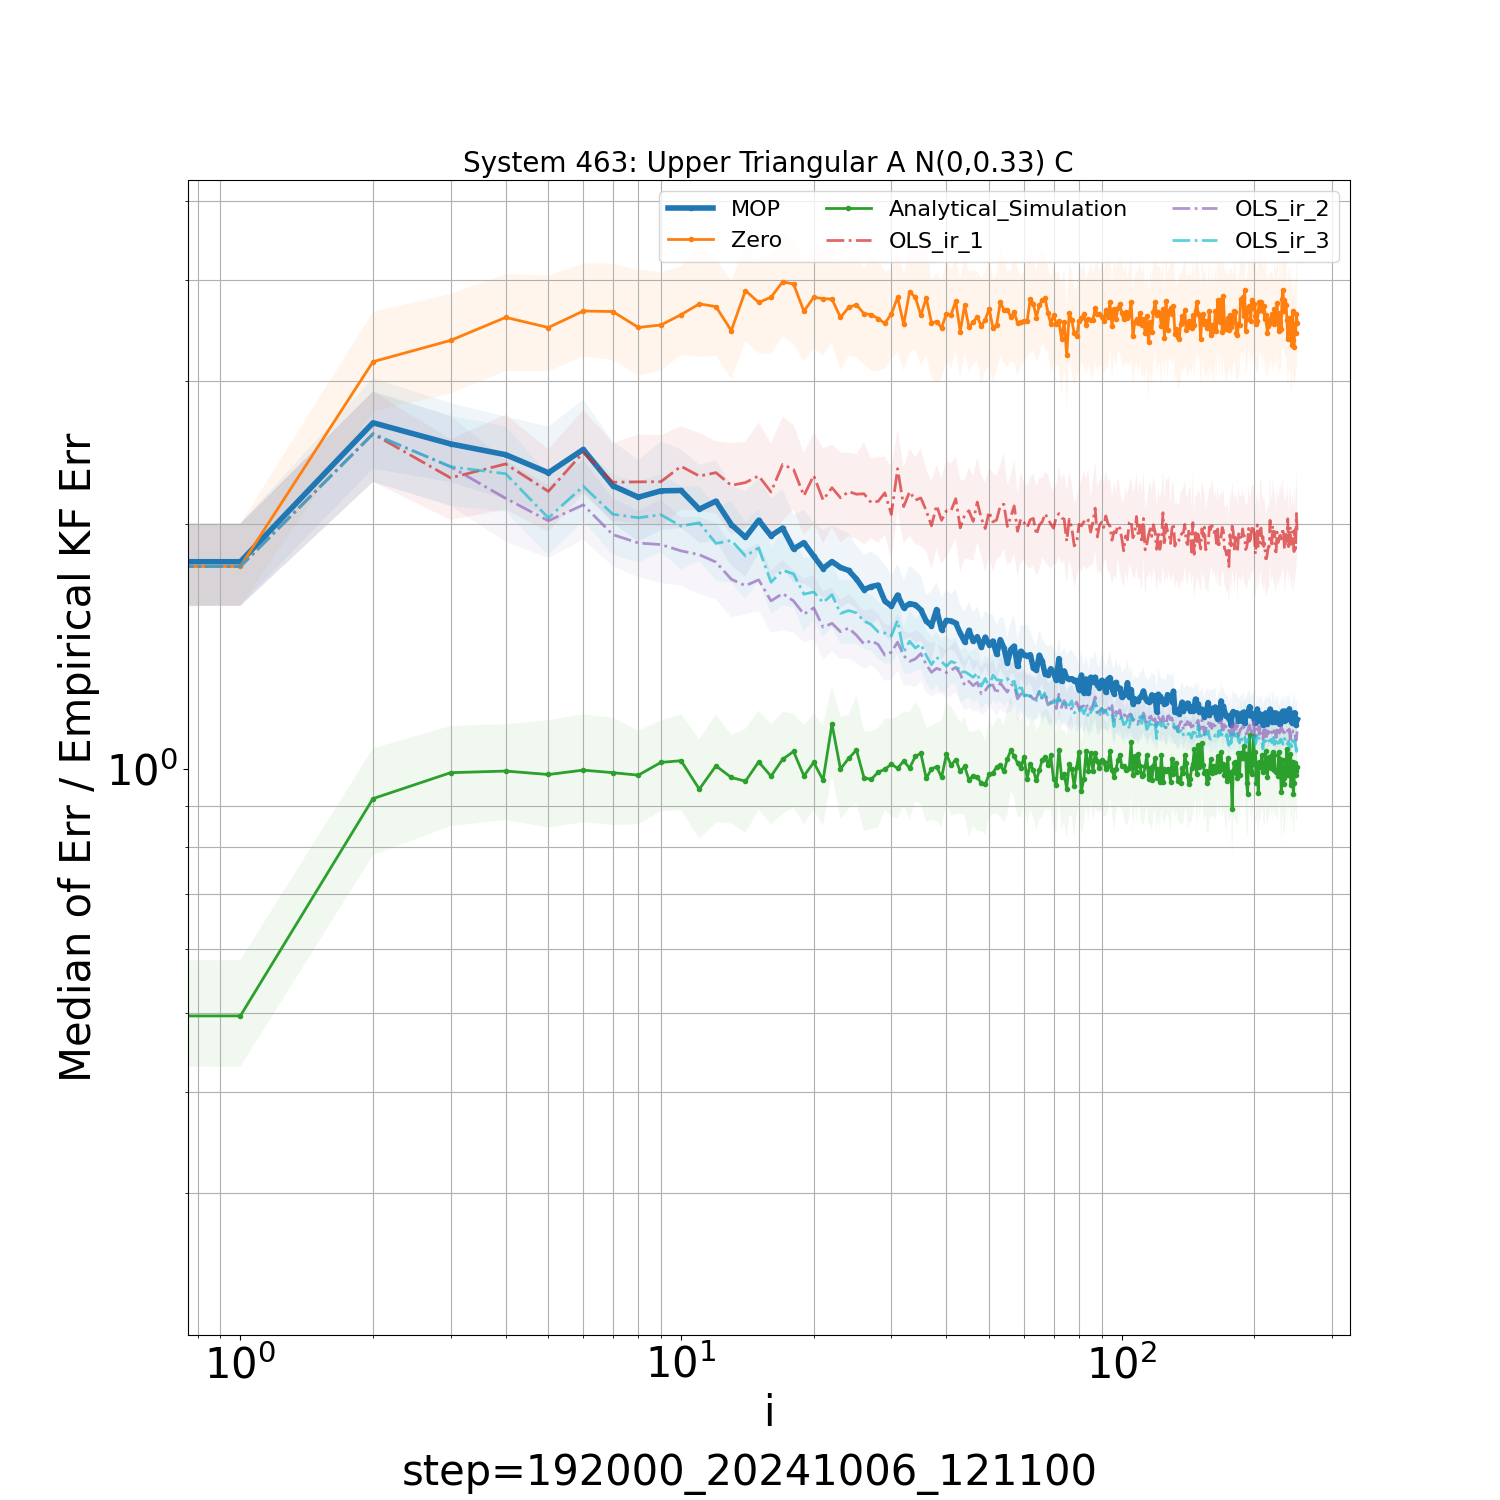 System 463: Upper Triangular A N(0,0.33) C
MOP
Zero
Analytical_Simulation
OLS_ir_1
OLS_ir_2
OLS_ir_3
Median of Err / Empirical KF Err
10⁰
10⁰
10¹
10²
i
step=192000_20241006_121100